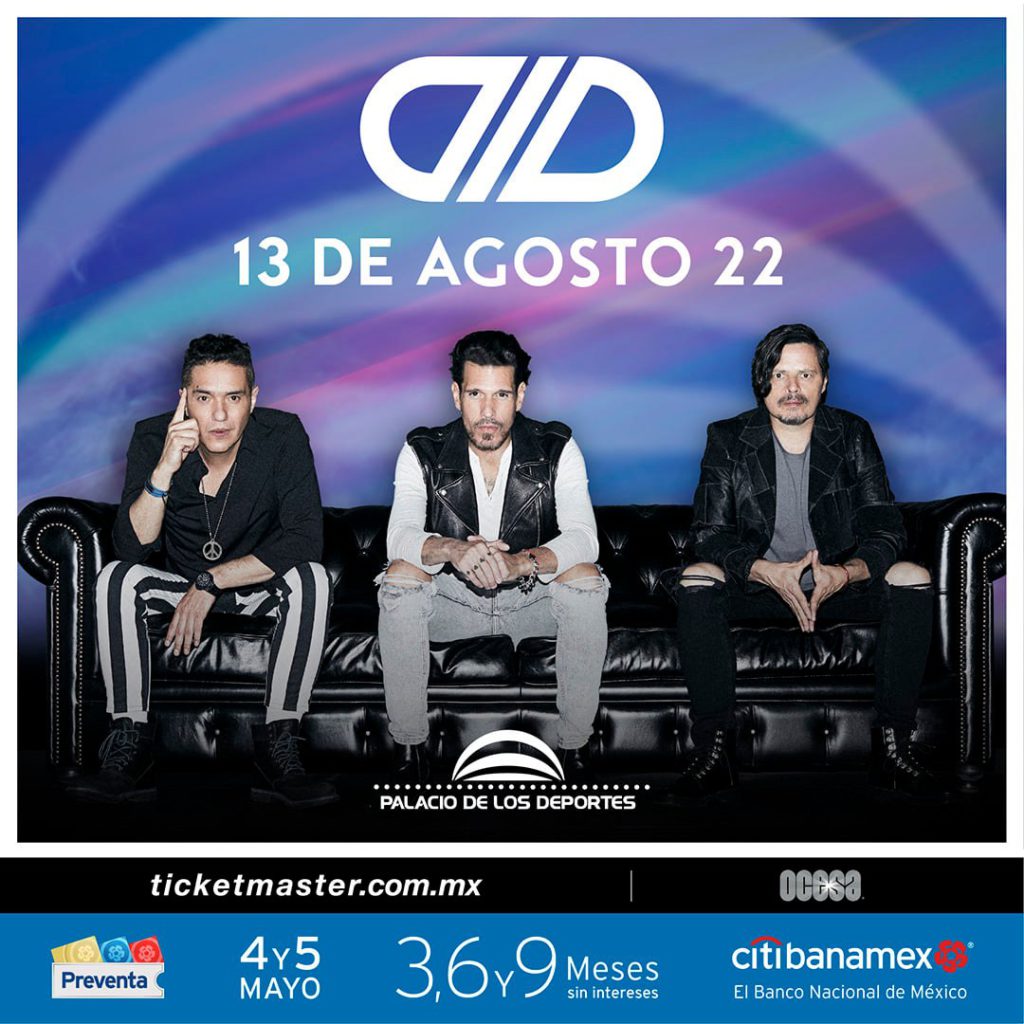 DLD
13 DE AGOSTO 22
PALACIO DE LOS DEPORTES
ticketmaster.com.mx
ocesa
Preventa
4 Y 5
MAYO
3, 6 Y 9 Meses
sin intereses
citibanamex
El Banco Nacional de México